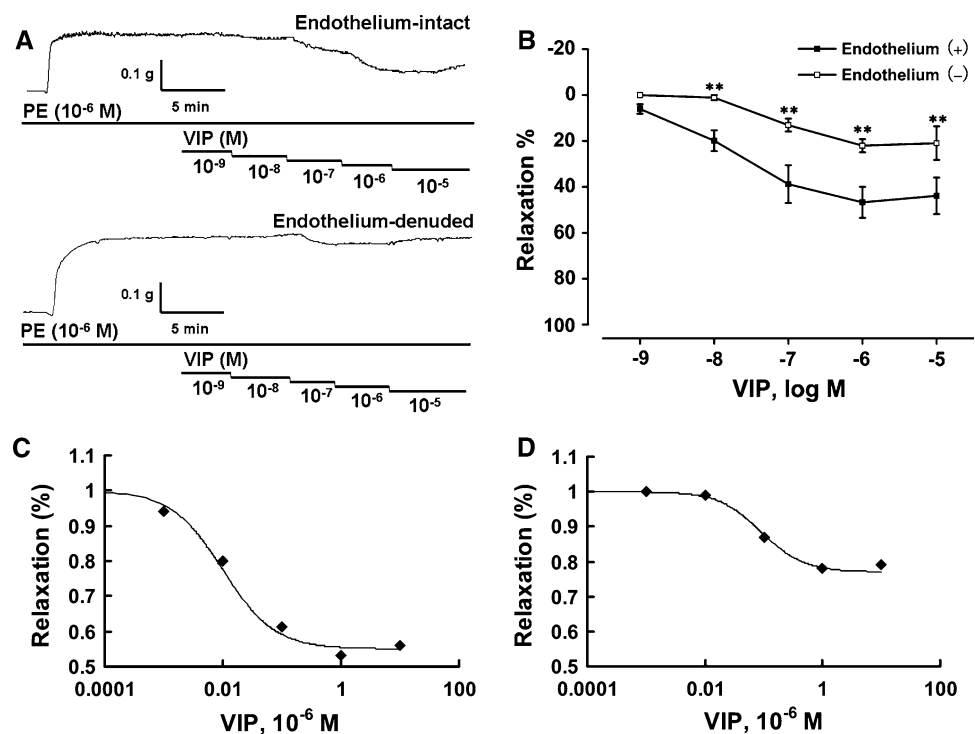 A
Endothelium-intact
0.1 g
5 min
PE (10⁻⁶ M)
VIP (M)
10⁻⁹ 10⁻⁸ 10⁻⁷ 10⁻⁶ 10⁻⁵
Endothelium-denuded
0.1 g
5 min
PE (10⁻⁶ M)
VIP (M)
10⁻⁹ 10⁻⁸ 10⁻⁷ 10⁻⁶ 10⁻⁵
B
Endothelium (+)
Endothelium (−)
Relaxation %
-20
0
20
40
60
80
100
** ** ** **
-9 -8 -7 -6 -5
VIP, log M
C
Relaxation (%)
1.1
1
0.9
0.8
0.7
0.6
0.5
0.0001 0.01 1 100
VIP, 10⁻⁶ M
D
Relaxation (%)
1.1
1
0.9
0.8
0.7
0.6
0.5
0.0001 0.01 1 100
VIP, 10⁻⁶ M